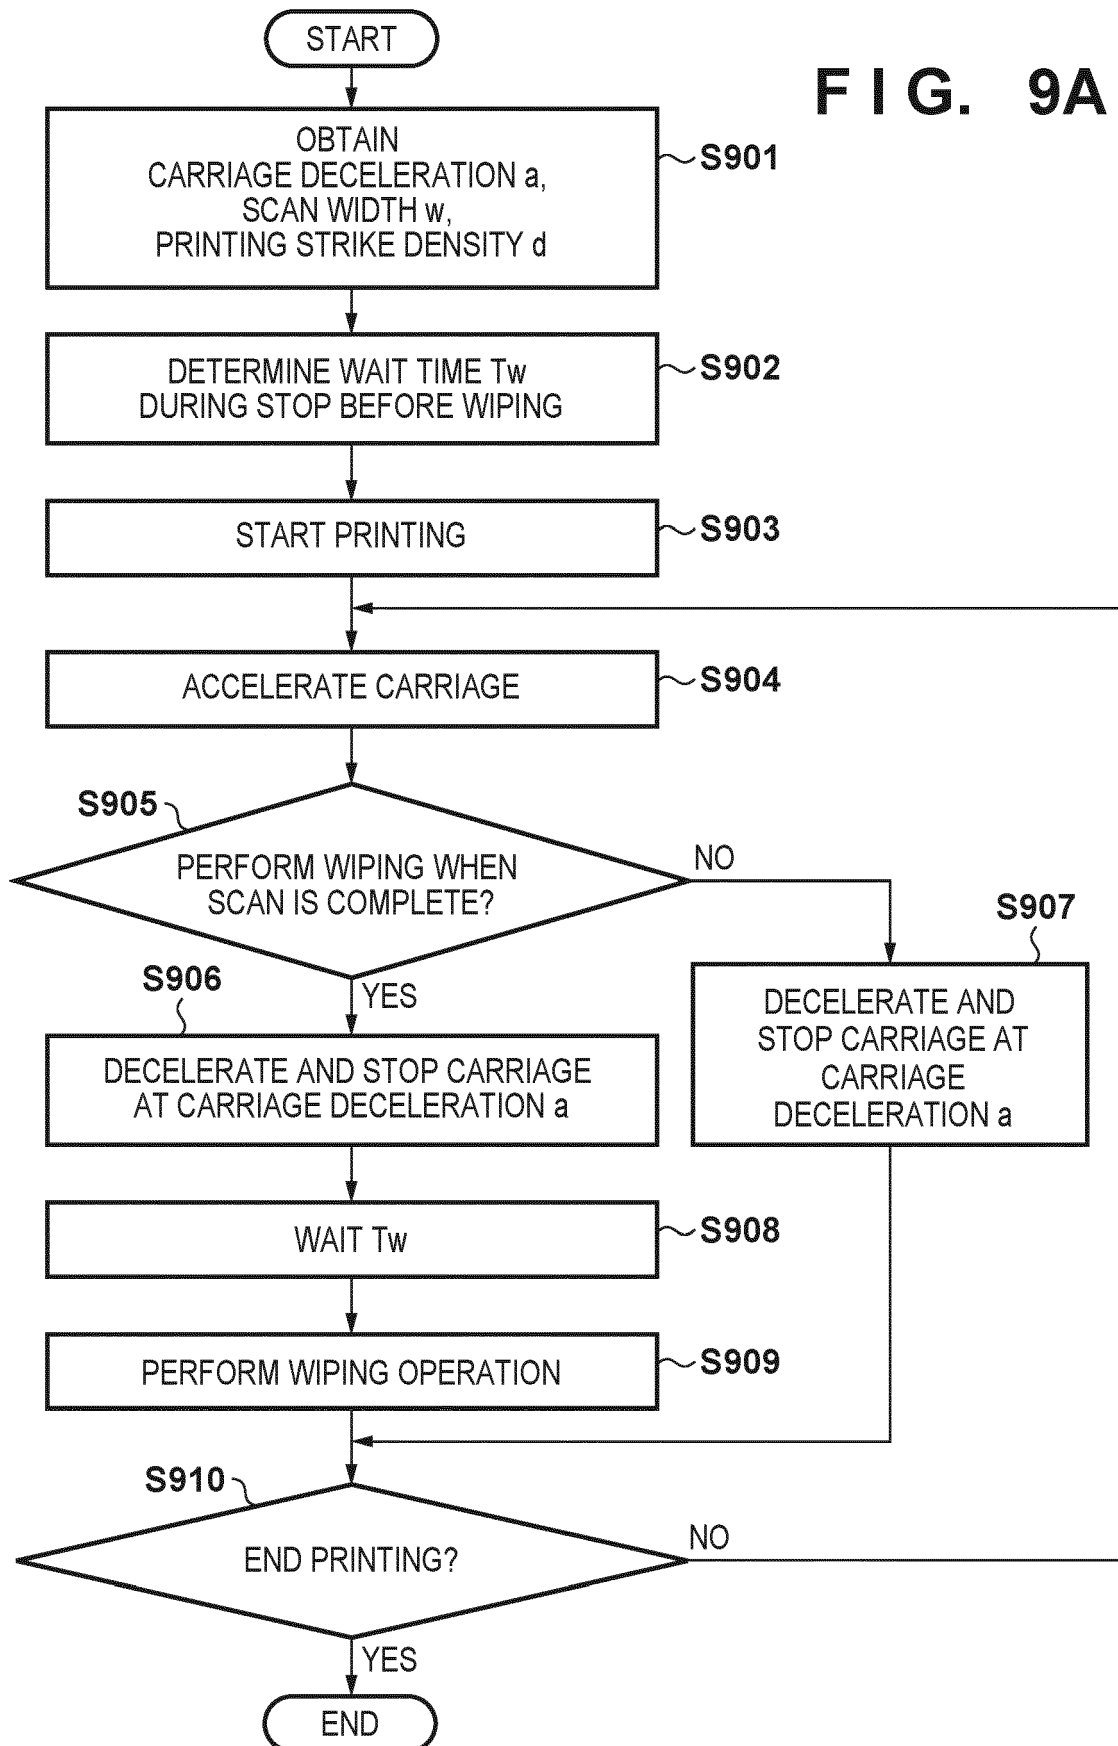 START
FIG. 9A
OBTAIN
CARRIAGE DECELERATION a,
SCAN WIDTH w,
PRINTING STRIKE DENSITY d
S901
DETERMINE WAIT TIME Tw
DURING STOP BEFORE WIPING
S902
START PRINTING
S903
ACCELERATE CARRIAGE
S904
S905
PERFORM WIPING WHEN
SCAN IS COMPLETE?
NO
YES
S906
DECELERATE AND STOP CARRIAGE
AT CARRIAGE DECELERATION a
S907
DECELERATE AND
STOP CARRIAGE AT
CARRIAGE
DECELERATION a
WAIT Tw
S908
PERFORM WIPING OPERATION
S909
S910
END PRINTING?
NO
YES
END